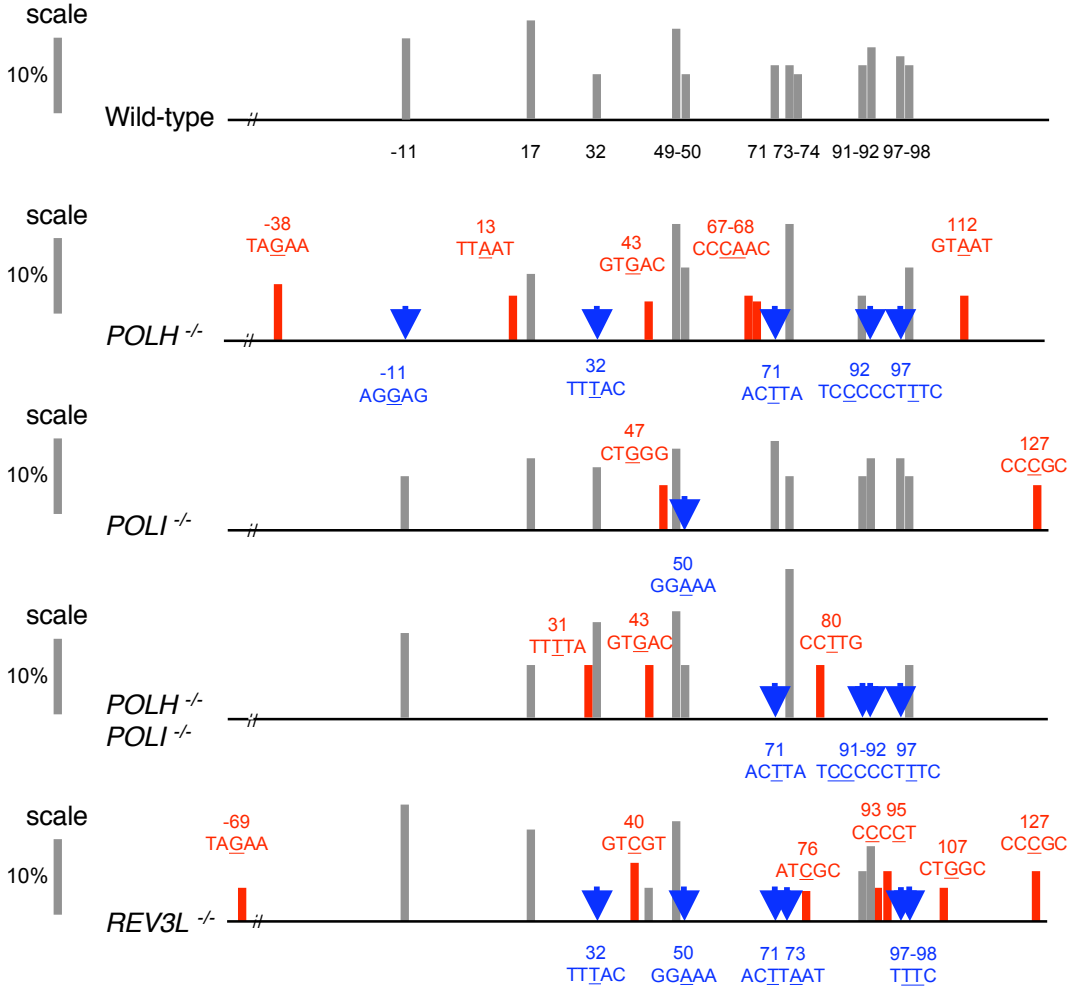 scale
10%
Wild-type
//
-11 17 32 49-50 71 73-74 91-92 97-98
scale
-38 13 43 67-68 112
TAGAA TTAAT GTGAC CCCAAC GTAAT
10%
POLH -/-
//
-11 32 71 92 97
AGGAG TTTAC ACTTA TCCCCCTTTC
scale
47 127
CTGGG CCCGC
10%
POLI -/-
//
50
GGAAA
scale
31 43 80
TTTTA GTGAC CCTTG
10%
POLH -/-
//
POLI -/-
71 91-92 97
ACTTA TCCCCCTTTC
scale
-69 40 76 93 95 107 127
TAGAA GTCGT ATCGC CCCCT CTGGC CCCGC
10%
REV3L -/-
//
32 50 71 73 97-98
TTTAC GGAAA ACTTAAT TTTC